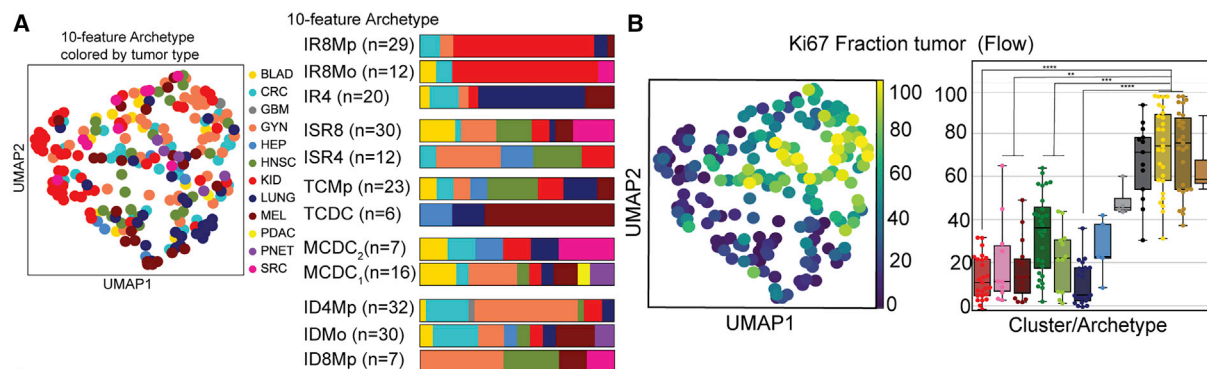 A
10-feature Archetype
colored by tumor type
UMAP2
UMAP1
BLAD
CRC
GBM
GYN
HEP
HNSC
KID
LUNG
MEL
PDAC
PNET
SRC
10-feature Archetype
IR8Mp (n=29)
IR8Mo (n=12)
IR4 (n=20)
ISR8 (n=30)
ISR4 (n=12)
TCMp (n=23)
TCDC (n=6)
MCDC2(n=7)
MCDC1(n=16)
ID4Mp (n=32)
IDMo (n=30)
ID8Mp (n=7)
B
Ki67 Fraction tumor (Flow)
UMAP2
UMAP1
100
80
60
40
20
0
****
**
***
****
100
80
60
40
20
0
Cluster/Archetype